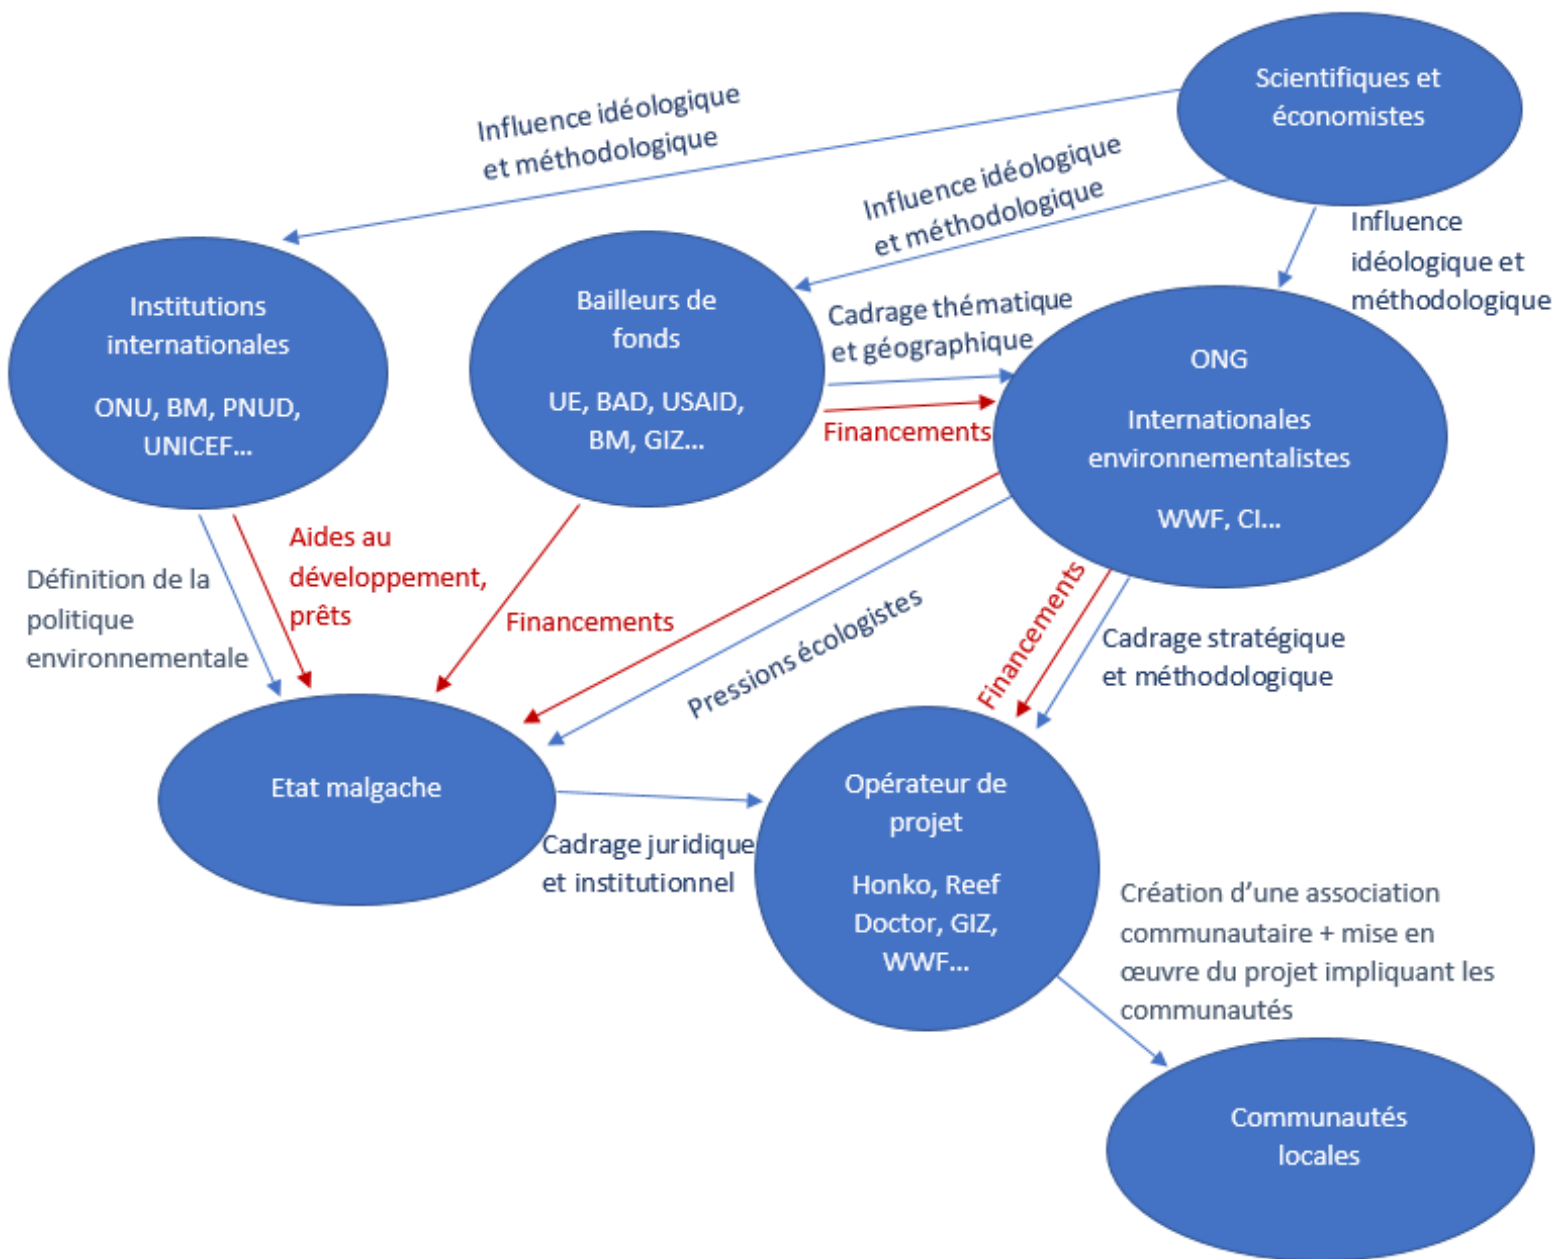 Scientifiques et
économistes
Influence idéologique
et méthodologique
Influence idéologique
et méthodologique
Influence
idéologique et
méthodologique
Institutions
internationales
ONU, BM, PNUD,
UNICEF...
Bailleurs de
fonds
UE, BAD, USAID,
BM, GIZ...
Cadrage thématique
et géographique
Financements
ONG
Internationales
environnementalistes
WWF, CI...
Définition de la
politique
environnementale
Aides au
développement,
prêts
Financements
Pressions écologistes
Financements
Cadrage stratégique
et méthodologique
Etat malgache
Cadrage juridique
et institutionnel
Opérateur de
projet
Honko, Reef
Doctor, GIZ,
WWF...
Création d’une association
communautaire + mise en
œuvre du projet impliquant les
communautés
Communautés
locales